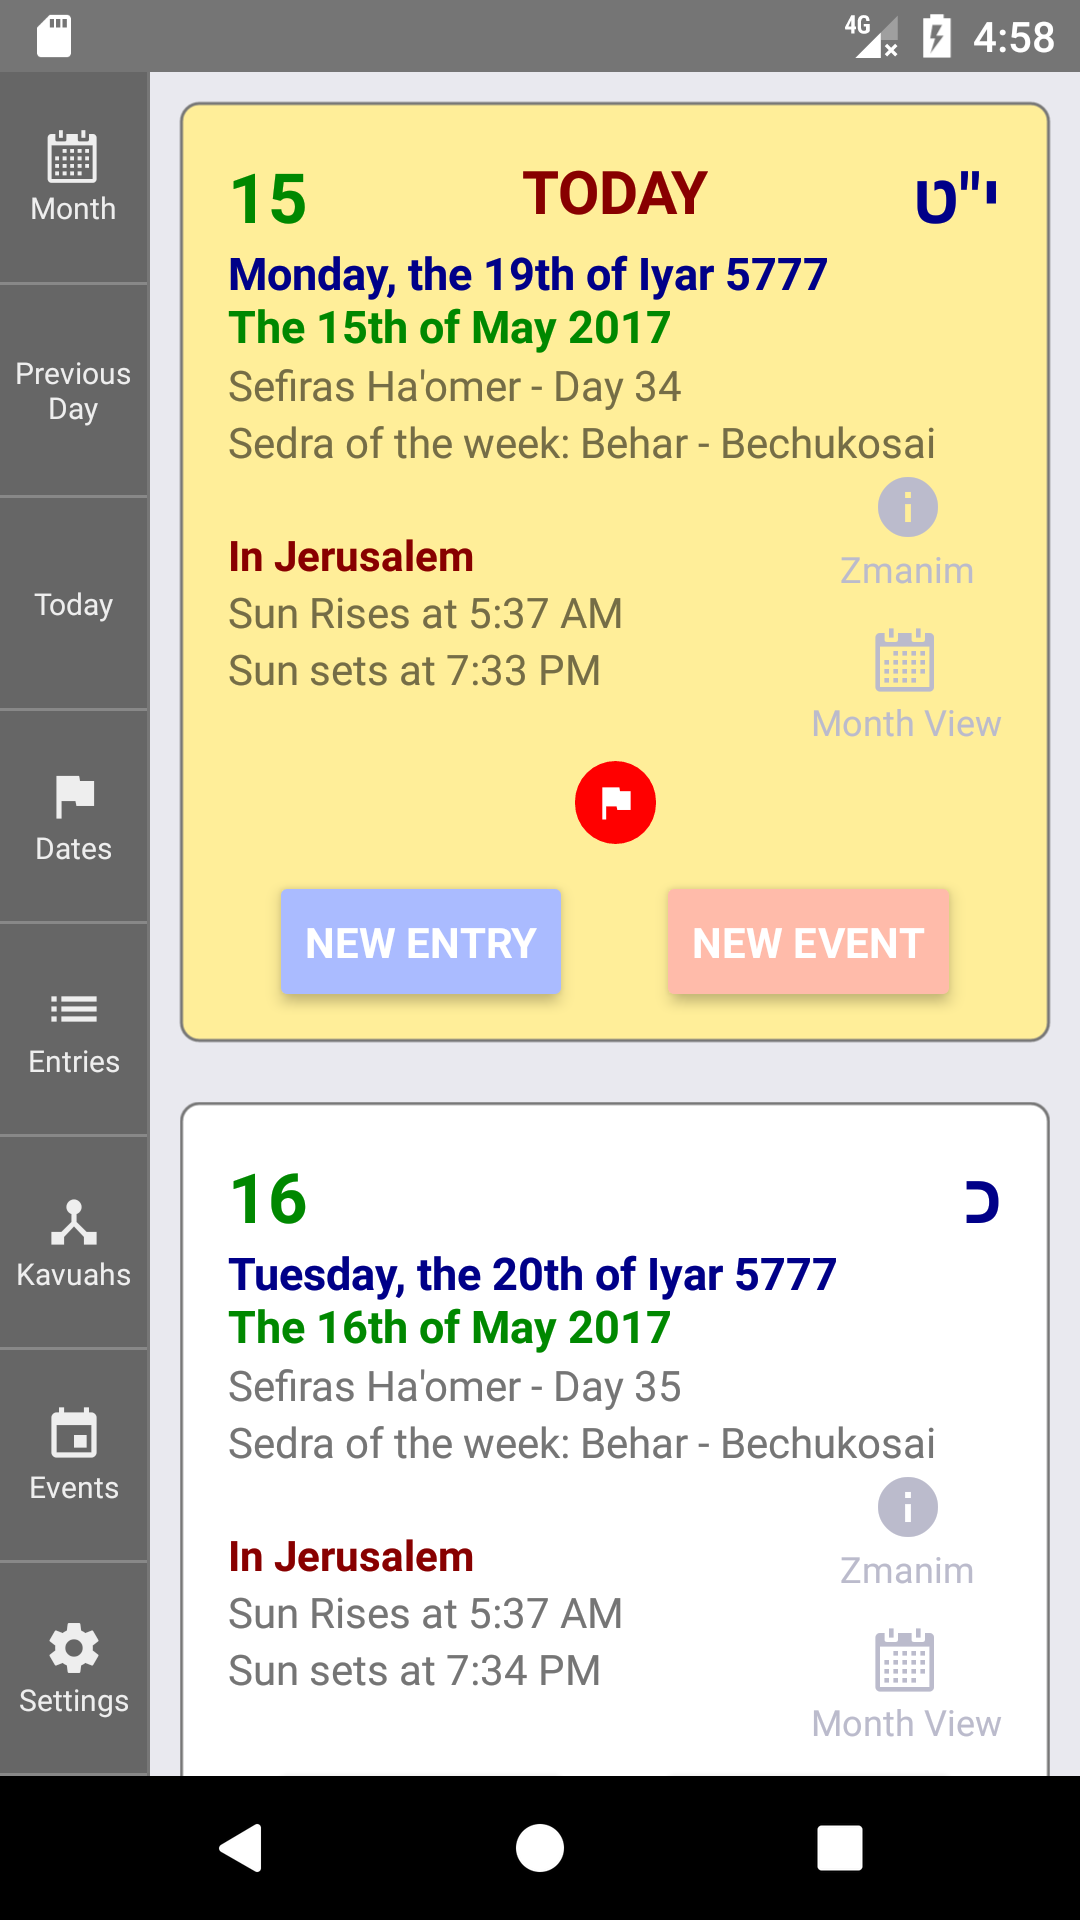 4G 4:58
Month
Previous
Day
Today
Dates
Entries
Kavuahs
Events
Settings
15 TODAY י"ט
Monday, the 19th of Iyar 5777
The 15th of May 2017
Sefiras Ha'omer - Day 34
Sedra of the week: Behar - Bechukosai
In Jerusalem
Sun Rises at 5:37 AM
Sun sets at 7:33 PM
Zmanim
Month View
NEW ENTRY NEW EVENT
16 כ
Tuesday, the 20th of Iyar 5777
The 16th of May 2017
Sefiras Ha'omer - Day 35
Sedra of the week: Behar - Bechukosai
In Jerusalem
Sun Rises at 5:37 AM
Sun sets at 7:34 PM
Zmanim
Month View